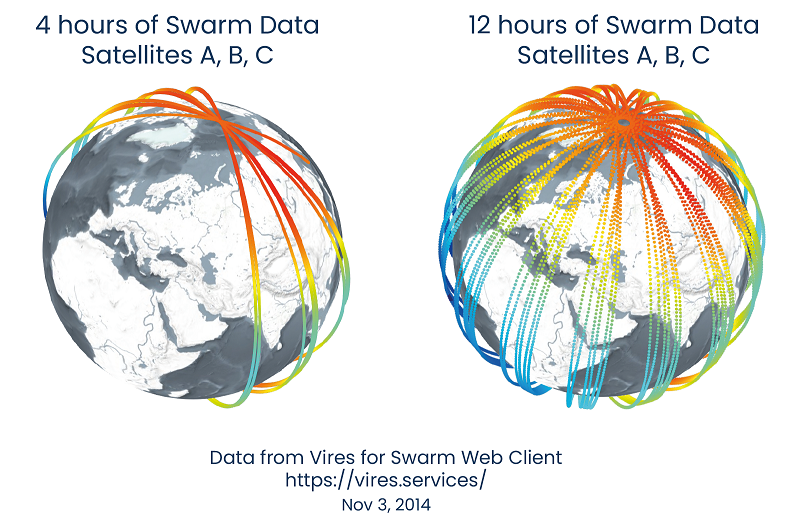 4 hours of Swarm Data
Satellites A, B, C
12 hours of Swarm Data
Satellites A, B, C
Data from Vires for Swarm Web Client
https://vires.services/
Nov 3, 2014